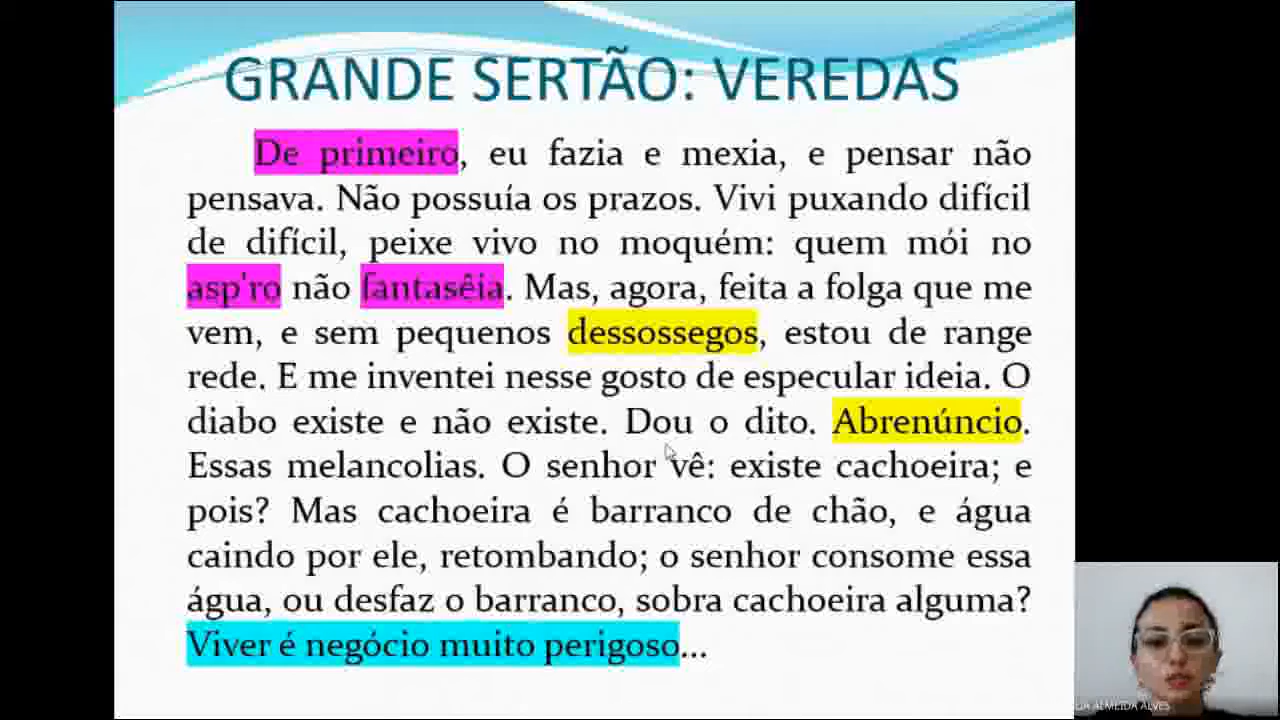 GRANDE SERTÃO: VEREDAS
De primeiro, eu fazia e mexia, e pensar não
pensava. Não possuía os prazos. Vivi puxando difícil
de difícil, peixe vivo no moquém: quem mói no
asp'ro não fantasêia. Mas, agora, feita a folga que me
vem, e sem pequenos dessossegos, estou de range
rede. E me inventei nesse gosto de especular ideia. O
diabo existe e não existe. Dou o dito. Abrenúncio.
Essas melancolias. O senhor vê: existe cachoeira; e
pois? Mas cachoeira é barranco de chão, e água
caindo por ele, retombando; o senhor consome essa
água, ou desfaz o barranco, sobra cachoeira alguma?
Viver é negócio muito perigoso...
ALMEIDA ALVES